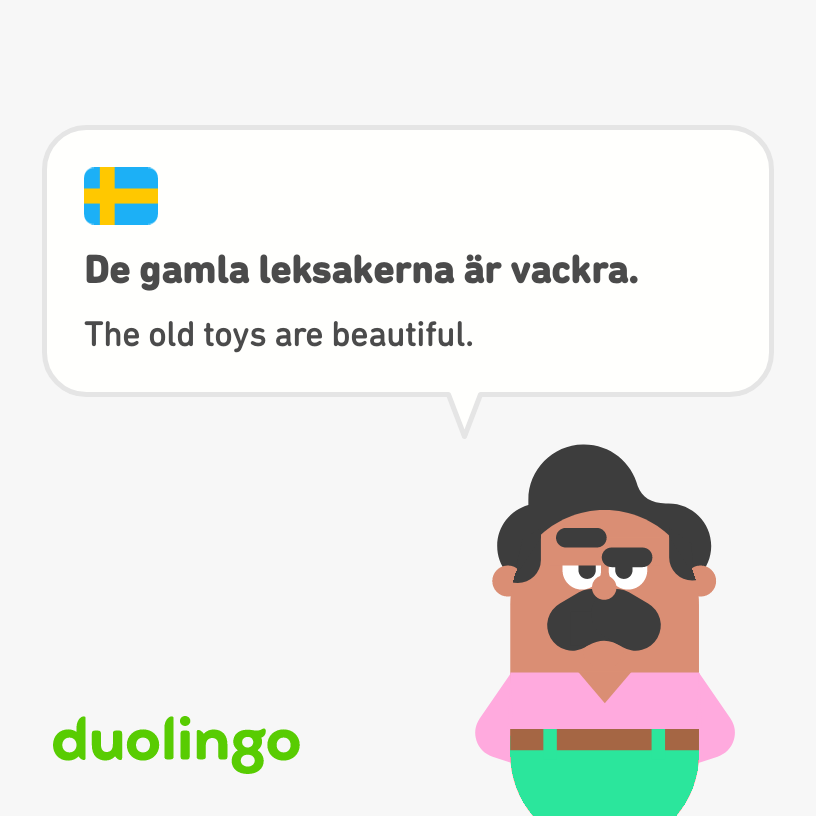 De gamla leksakerna är vackra.
The old toys are beautiful.
duolingo